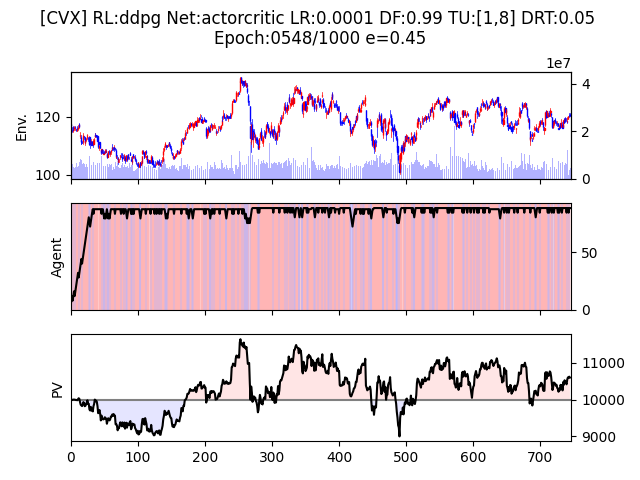 [CVX] RL:ddpg Net:actorcritic LR:0.0001 DF:0.99 TU:[1,8] DRT:0.05
Epoch:0548/1000 e=0.45
1e7
Env.
120
100
4
2
0
Agent
50
0
PV
11000
10000
9000
0 100 200 300 400 500 600 700